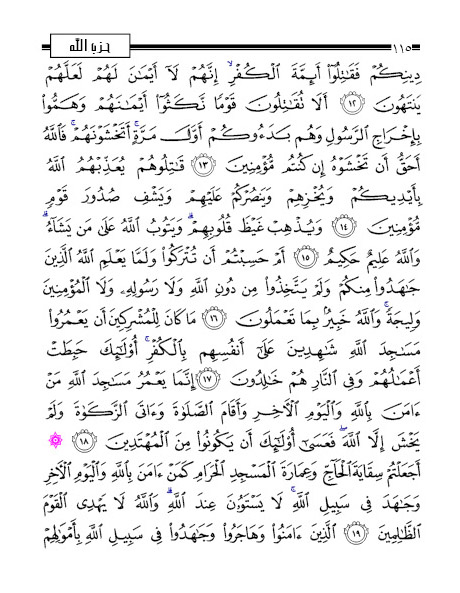 ١١٥ حزب الله
دِينِكُمْ فَقَٰتِلُوٓا۟ أَئِمَّةَ ٱلْكُفْرِ ۙ إِنَّهُمْ لَآ أَيْمَٰنَ لَهُمْ لَعَلَّهُمْ
يَنتَهُونَ ١٢ أَلَا تُقَٰتِلُونَ قَوْمًا نَّكَثُوٓا۟ أَيْمَٰنَهُمْ وَهَمُّوا۟
بِإِخْرَاجِ ٱلرَّسُولِ وَهُم بَدَءُوكُمْ أَوَّلَ مَرَّةٍ ۚ أَتَخْشَوْنَهُمْ ۚ فَٱللَّهُ
أَحَقُّ أَن تَخْشَوْهُ إِن كُنتُم مُّؤْمِنِينَ ١٣ قَٰتِلُوهُمْ يُعَذِّبْهُمُ ٱللَّهُ
بِأَيْدِيكُمْ وَيُخْزِهِمْ وَيَنصُرْكُمْ عَلَيْهِمْ وَيَشْفِ صُدُورَ قَوْمٍ
مُّؤْمِنِينَ ١٤ وَيُذْهِبْ غَيْظَ قُلُوبِهِمْ ۗ وَيَتُوبُ ٱللَّهُ عَلَىٰ مَن يَشَآءُ ۗ
وَٱللَّهُ عَلِيمٌ حَكِيمٌ ١٥ أَمْ حَسِبْتُمْ أَن تُتْرَكُوا۟ وَلَمَّا يَعْلَمِ ٱللَّهُ ٱلَّذِينَ
جَٰهَدُوا۟ مِنكُمْ وَلَمْ يَتَّخِذُوا۟ مِن دُونِ ٱللَّهِ وَلَا رَسُولِهِۦ وَلَا ٱلْمُؤْمِنِينَ
وَلِيجَةً ۚ وَٱللَّهُ خَبِيرٌۢ بِمَا تَعْمَلُونَ ١٦ مَا كَانَ لِلْمُشْرِكِينَ أَن يَعْمُرُوا۟
مَسَٰجِدَ ٱللَّهِ شَٰهِدِينَ عَلَىٰٓ أَنفُسِهِم بِٱلْكُفْرِ ۚ أُو۟لَٰٓئِكَ حَبِطَتْ
أَعْمَٰلُهُمْ وَفِى ٱلنَّارِ هُمْ خَٰلِدُونَ ١٧ إِنَّمَا يَعْمُرُ مَسَٰجِدَ ٱللَّهِ مَنْ
ءَامَنَ بِٱللَّهِ وَٱلْيَوْمِ ٱلْءَاخِرِ وَأَقَامَ ٱلصَّلَوٰةَ وَءَاتَى ٱلزَّكَوٰةَ وَلَمْ
يَخْشَ إِلَّا ٱللَّهَ ۖ فَعَسَىٰٓ أُو۟لَٰٓئِكَ أَن يَكُونُوا۟ مِنَ ٱلْمُهْتَدِينَ ١٨
أَجَعَلْتُمْ سِقَايَةَ ٱلْحَآجِّ وَعِمَارَةَ ٱلْمَسْجِدِ ٱلْحَرَامِ كَمَنْ ءَامَنَ بِٱللَّهِ وَٱلْيَوْمِ ٱلْءَاخِرِ
وَجَٰهَدَ فِى سَبِيلِ ٱللَّهِ ۚ لَا يَسْتَوُۥنَ عِندَ ٱللَّهِ ۗ وَٱللَّهُ لَا يَهْدِى ٱلْقَوْمَ
ٱلظَّٰلِمِينَ ١٩ ٱلَّذِينَ ءَامَنُوا۟ وَهَاجَرُوا۟ وَجَٰهَدُوا۟ فِى سَبِيلِ ٱللَّهِ بِأَمْوَٰلِهِمْ